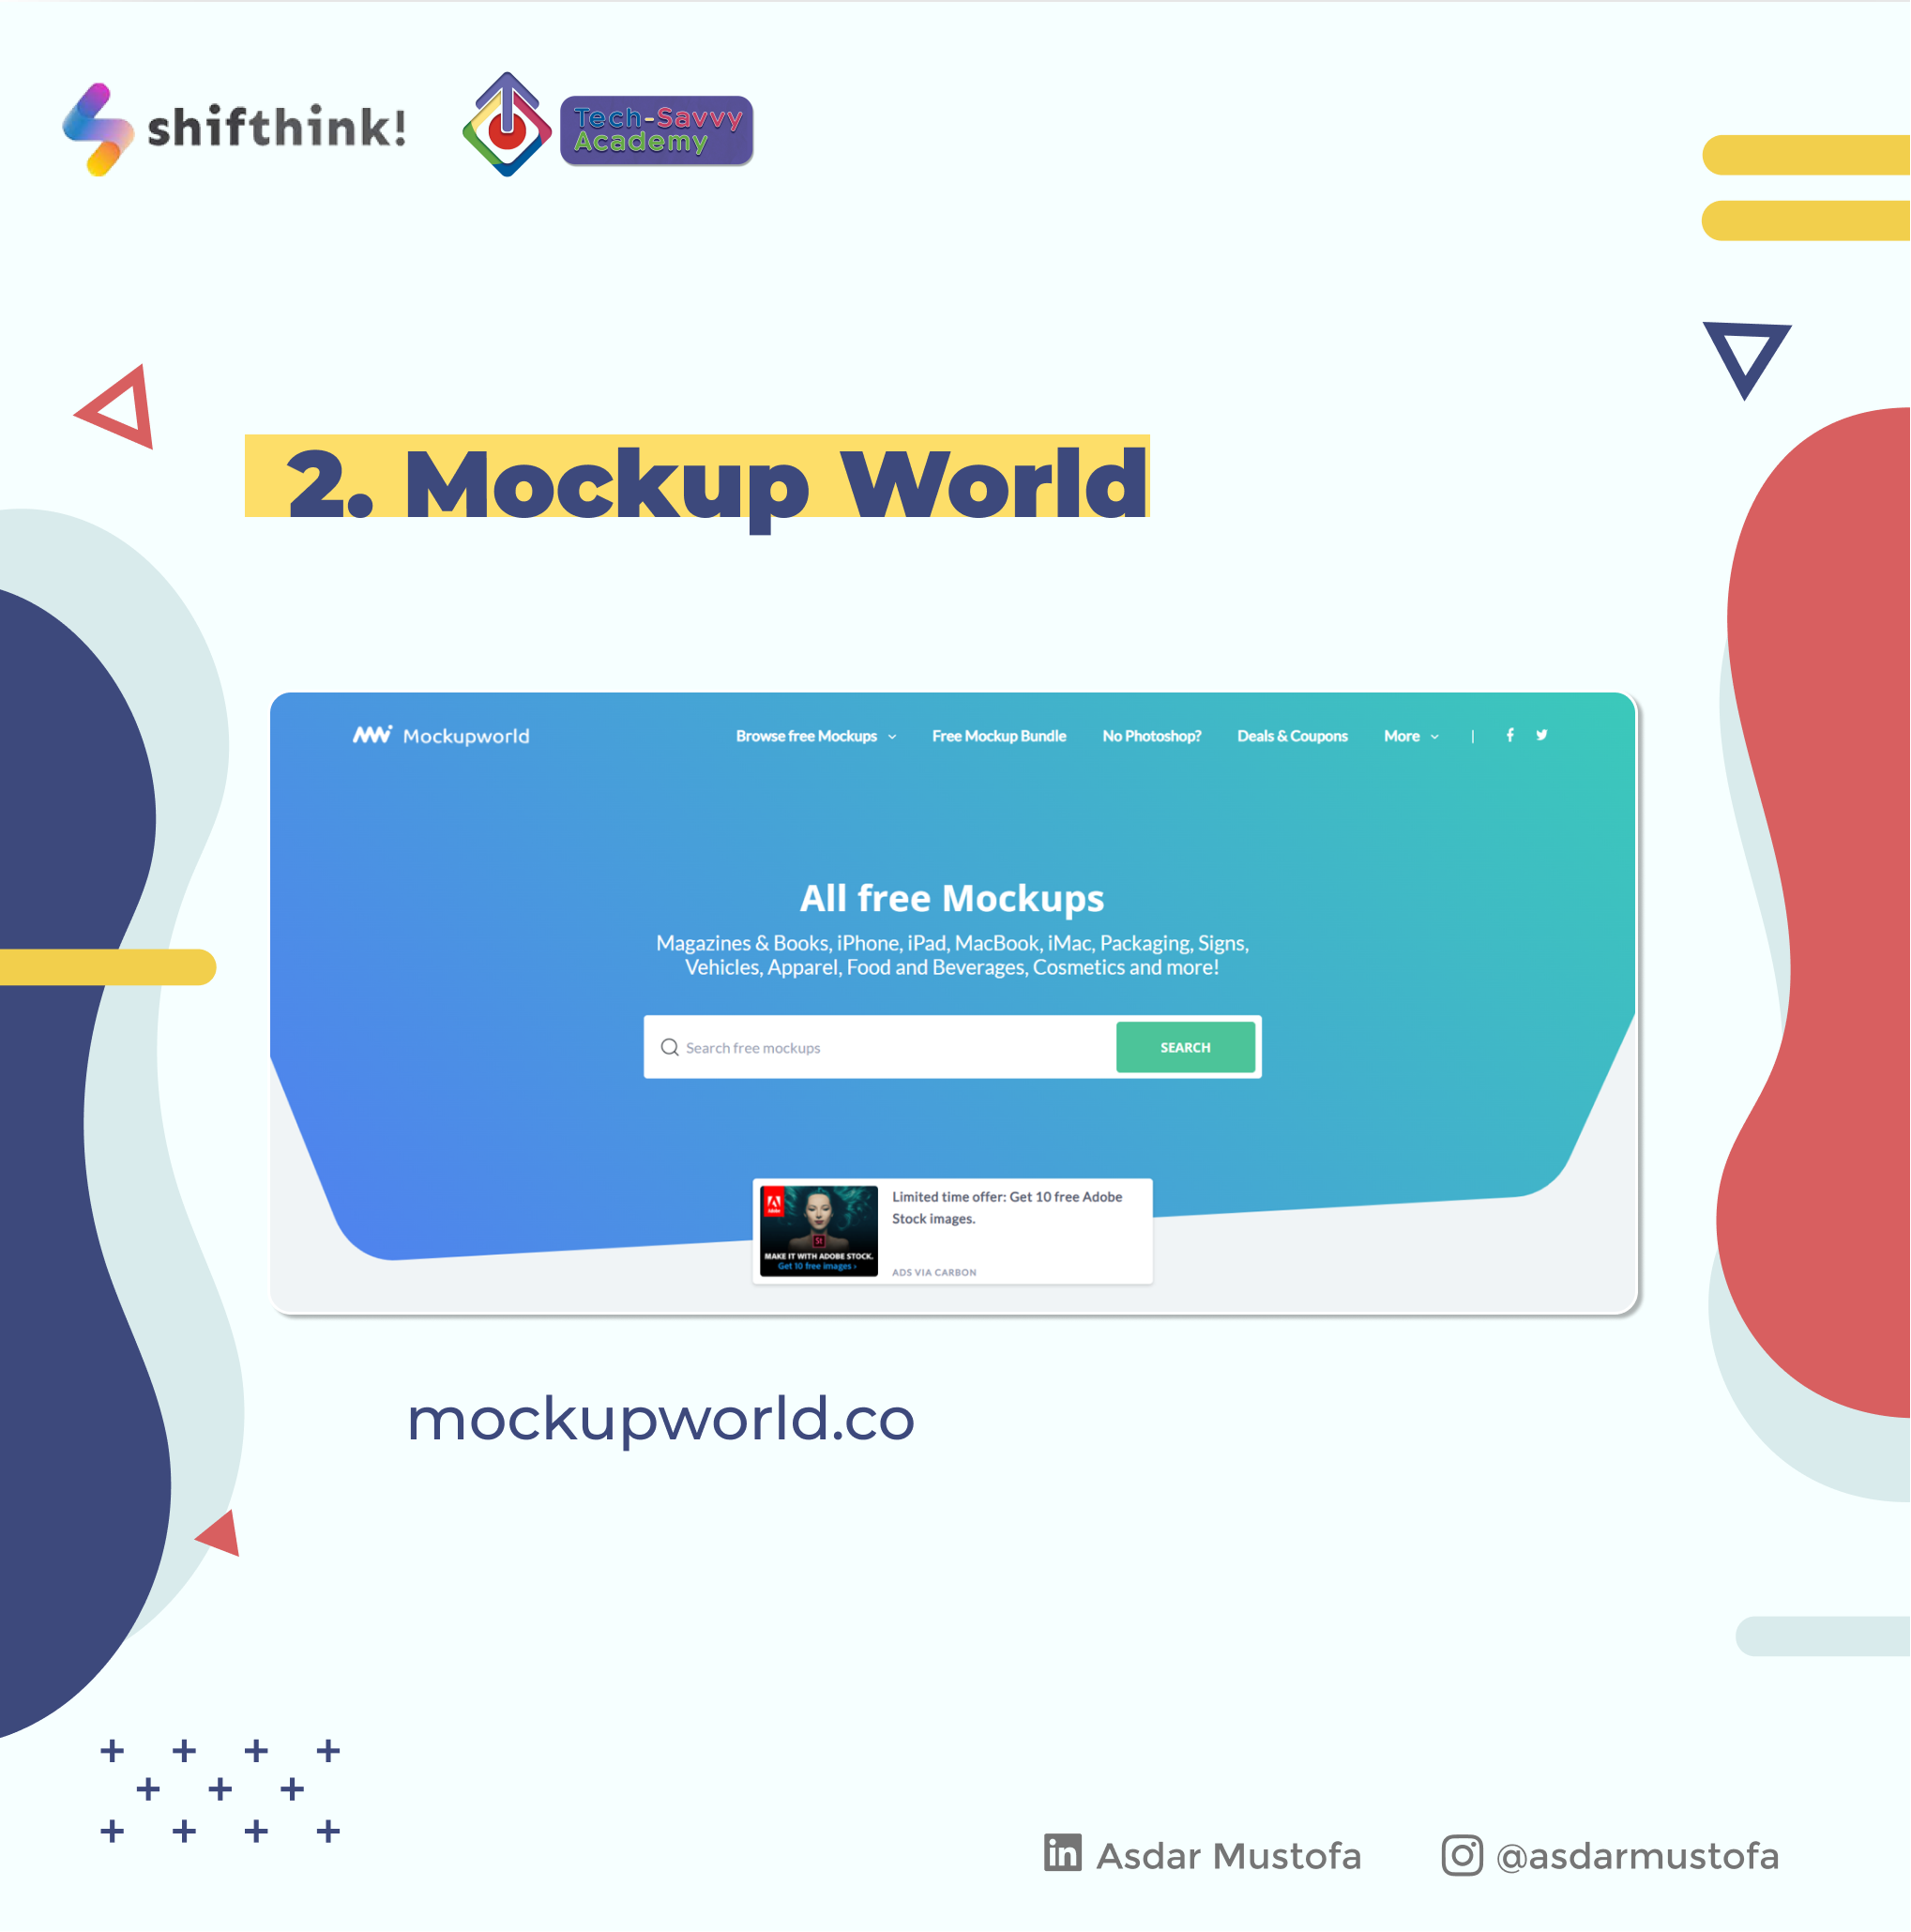 shifthink!
Tech-Savvy
Academy
2. Mockup World
Mockupworld
Browse free Mockups
Free Mockup Bundle
No Photoshop?
Deals & Coupons
More
|
All free Mockups
Magazines & Books, iPhone, iPad, MacBook, iMac, Packaging, Signs,
Vehicles, Apparel, Food and Beverages, Cosmetics and more!
Search free mockups
SEARCH
Adobe
St
MAKE IT WITH ADOBE STOCK.
Get 10 free images ›
Limited time offer: Get 10 free Adobe
Stock images.
ADS VIA CARBON
mockupworld.co
in Asdar Mustofa
@asdarmustofa